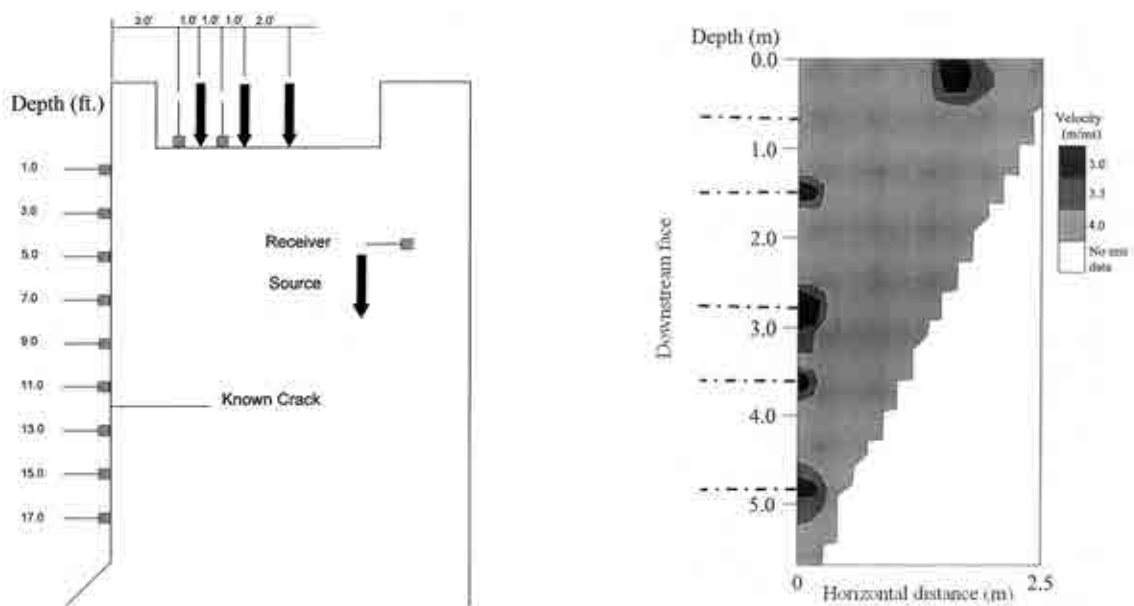 3.0' 1.0' 1.0' 1.0' 2.0'
Depth (ft.)
1.0
3.0
5.0
7.0
9.0
11.0
13.0
15.0
17.0
Receiver
Source
Known Crack
Depth (m)
0.0
1.0
2.0
3.0
4.0
5.0
Downstream face
0
2.5
Horizontal distance (m)
Velocity
(m/ms)
3.0
3.5
4.0
data